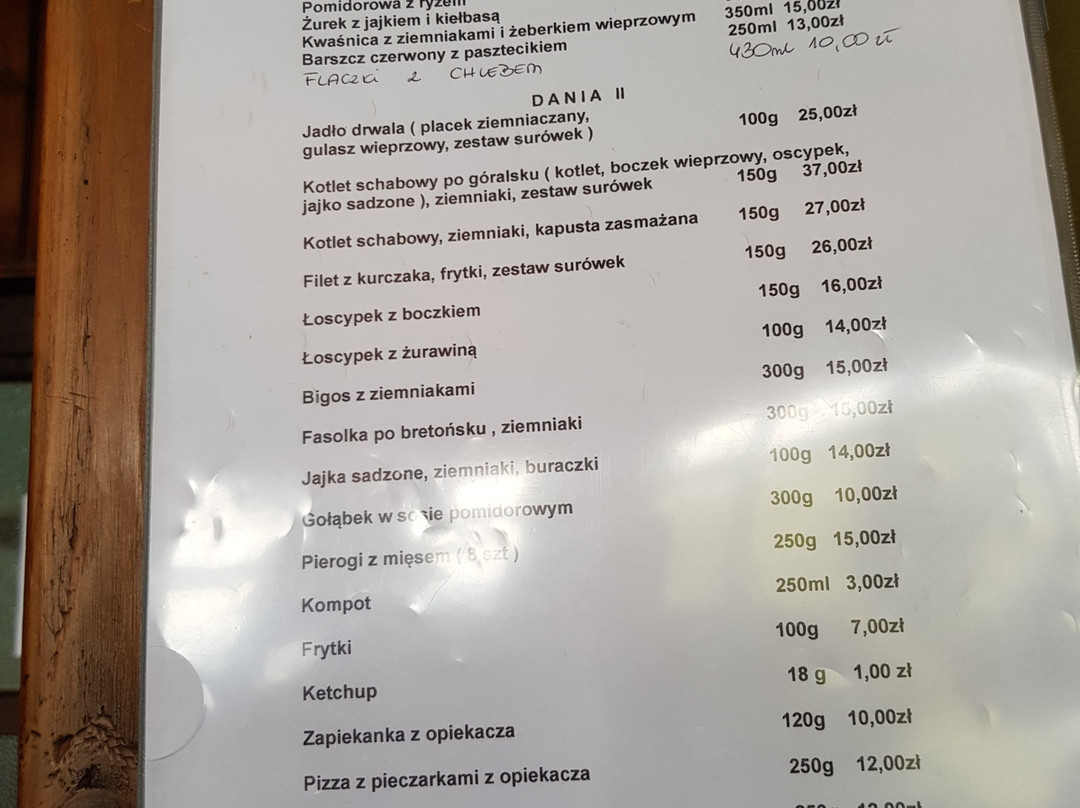 Pomidorowa z ryżem
Żurek z jajkiem i kiełbasą
Kwaśnica z ziemniakami i żeberkiem wieprzowym 350ml 15,00zł
Barszcz czerwony z pasztecikiem 250ml 13,00zł
FLACZKI Z CHLEBEM 430ml 10,00 zł
DANIA II
Jadło drwala ( placek ziemniaczany,
gulasz wieprzowy, zestaw surówek ) 100g 25,00zł
Kotlet schabowy po góralsku ( kotlet, boczek wieprzowy, oscypek,
jajko sadzone ), ziemniaki, zestaw surówek 150g 37,00zł
Kotlet schabowy, ziemniaki, kapusta zasmażana 150g 27,00zł
Filet z kurczaka, frytki, zestaw surówek 150g 26,00zł
Łoscypek z boczkiem 150g 16,00zł
Łoscypek z żurawiną 100g 14,00zł
Bigos z ziemniakami 300g 15,00zł
Fasolka po bretońsku , ziemniaki 300g 15,00zł
Jajka sadzone, ziemniaki, buraczki 100g 14,00zł
Gołąbek w sosie pomidorowym 300g 10,00zł
Pierogi z mięsem ( 8 szt ) 250g 15,00zł
Kompot 250ml 3,00zł
Frytki 100g 7,00zł
Ketchup 18 g 1,00 zł
Zapiekanka z opiekacza 120g 10,00zł
Pizza z pieczarkami z opiekacza 250g 12,00zł